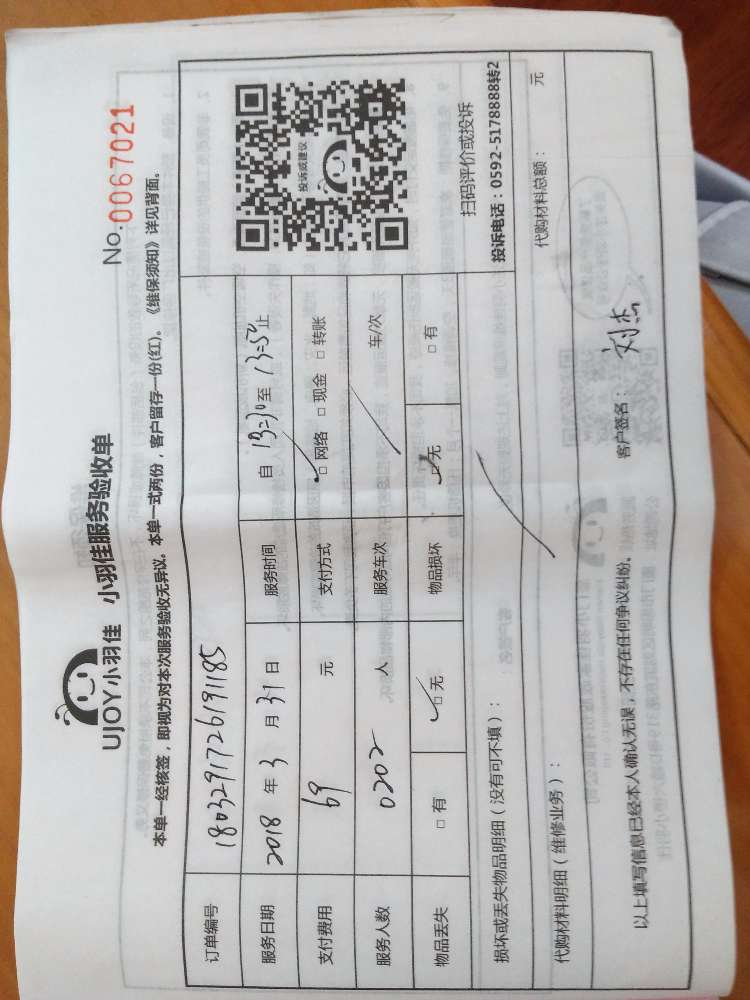 UJOY小羽佳 小羽佳服务验收单
No.0067021
本单一经核签，即视为对本次服务验收无异议。本单一式两份，客户留存一份(红)。《维保须知》详见背面。
订单编号 18032917726191185
服务日期 2018 年 3 月 31 日 服务时间 自 13:30 至 13:50 止
支付费用 69 元 支付方式 □ 网络 □ 现金 □ 转账
服务人数 0202 人 服务车次 车/次
物品丢失 □ 有 □ 无 物品损坏 □ 无 □ 有
投诉或建议
扫码评价或投诉
投诉电话：0592-5178888转2
损坏或丢失物品明细（没有可不填）：
代购材料明细（维修业务）： 代购材料总额： 元
以上填写信息已经本人确认无误，不存在任何争议纠纷。 客户签名： 刘杰